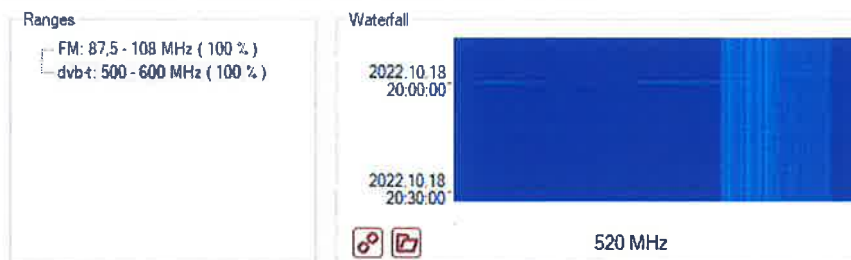 Ranges
FM: 87,5 - 108 MHz ( 100 % )
dvb-t: 500 - 600 MHz ( 100 % )
Waterfall
2022.10.18
20:00:00
2022.10.18
20:30:00
520 MHz